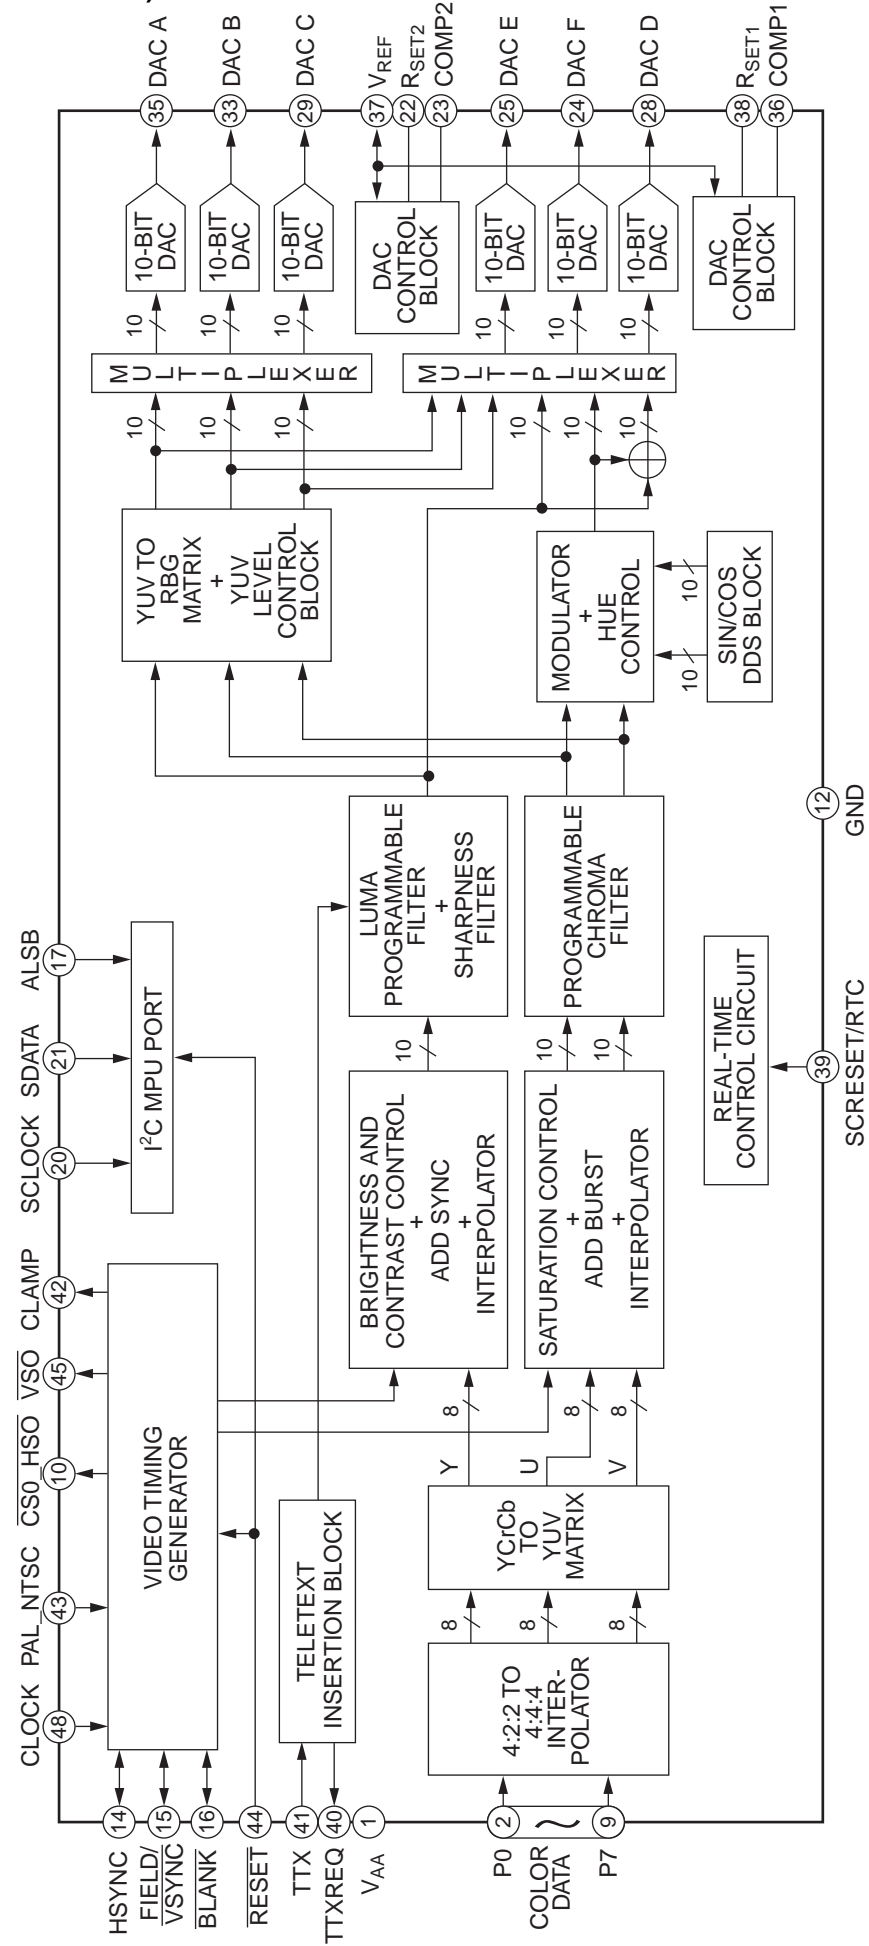 CLOCK
48
PAL_NTSC
43
CS0_HSO
10
VSO
45
CLAMP
42
SCLOCK
20
SDATA
21
ALSB
17
HSYNC
14
FIELD/
VSYNC
15
BLANK
16
RESET
44
TTX
41
TTXREQ
40
VAA
1
P0
2
COLOR
DATA
P7
9
VIDEO TIMING
GENERATOR
I2C MPU PORT
TELETEXT
INSERTION BLOCK
4:2:2 TO
4:4:4
INTER-
POLATOR
8
8
8
YCrCb
TO
YUV
MATRIX
Y
U
V
8
8
8
BRIGHTNESS AND
CONTRAST CONTROL
+
ADD SYNC
+
INTERPOLATOR
SATURATION CONTROL
+
ADD BURST
+
INTERPOLATOR
10
10
10
LUMA
PROGRAMMABLE
FILTER
+
SHARPNESS
FILTER
PROGRAMMABLE
CHROMA
FILTER
REAL-TIME
CONTROL CIRCUIT
39
SCRESET/RTC
12
GND
YUV TO
RBG
MATRIX
+
YUV
LEVEL
CONTROL
BLOCK
MODULATOR
+
HUE
CONTROL
10
10
SIN/COS
DDS BLOCK
10
10
10
10
10
10
MULTIPLEXER
MULTIPLEXER
10
10
10
10
10
10
10-BIT
DAC
10-BIT
DAC
10-BIT
DAC
DAC
CONTROL
BLOCK
10-BIT
DAC
10-BIT
DAC
10-BIT
DAC
DAC
CONTROL
BLOCK
35
DAC A
33
DAC B
29
DAC C
37
VREF
22
RSET2
23
COMP2
25
DAC E
24
DAC F
28
DAC D
38
RSET1
36
COMP1